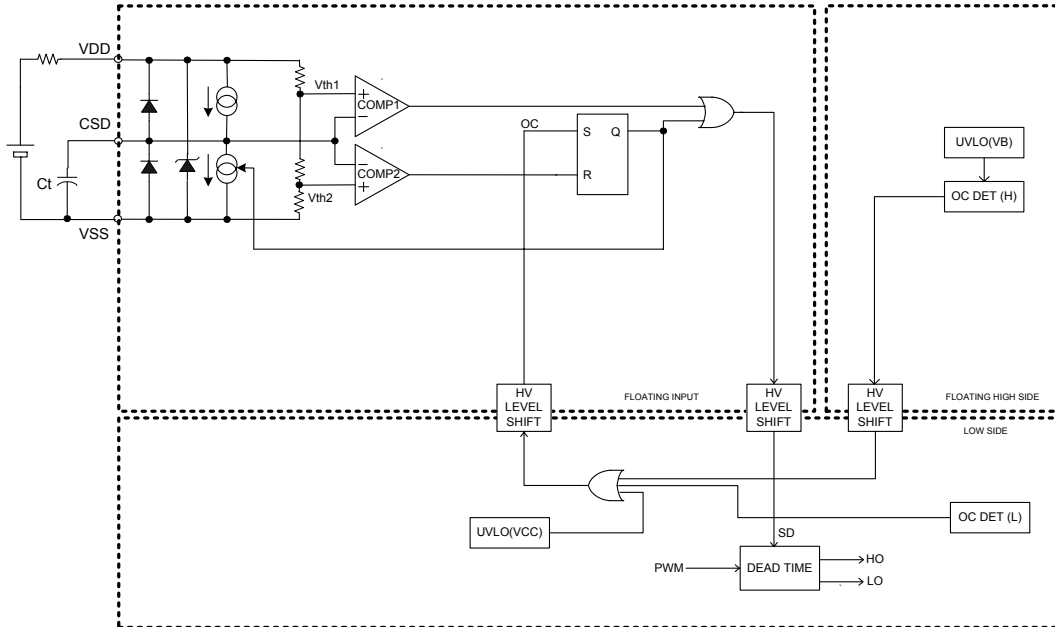 VDD
Vth1
COMP1
CSD
OC
S
Q
UVLO(VB)
COMP2
R
Ct
Vth2
OC DET (H)
VSS
HV
LEVEL
SHIFT
FLOATING INPUT
HV
LEVEL
SHIFT
HV
LEVEL
SHIFT
FLOATING HIGH SIDE
LOW SIDE
UVLO(VCC)
OC DET (L)
SD
PWM
DEAD TIME
HO
LO